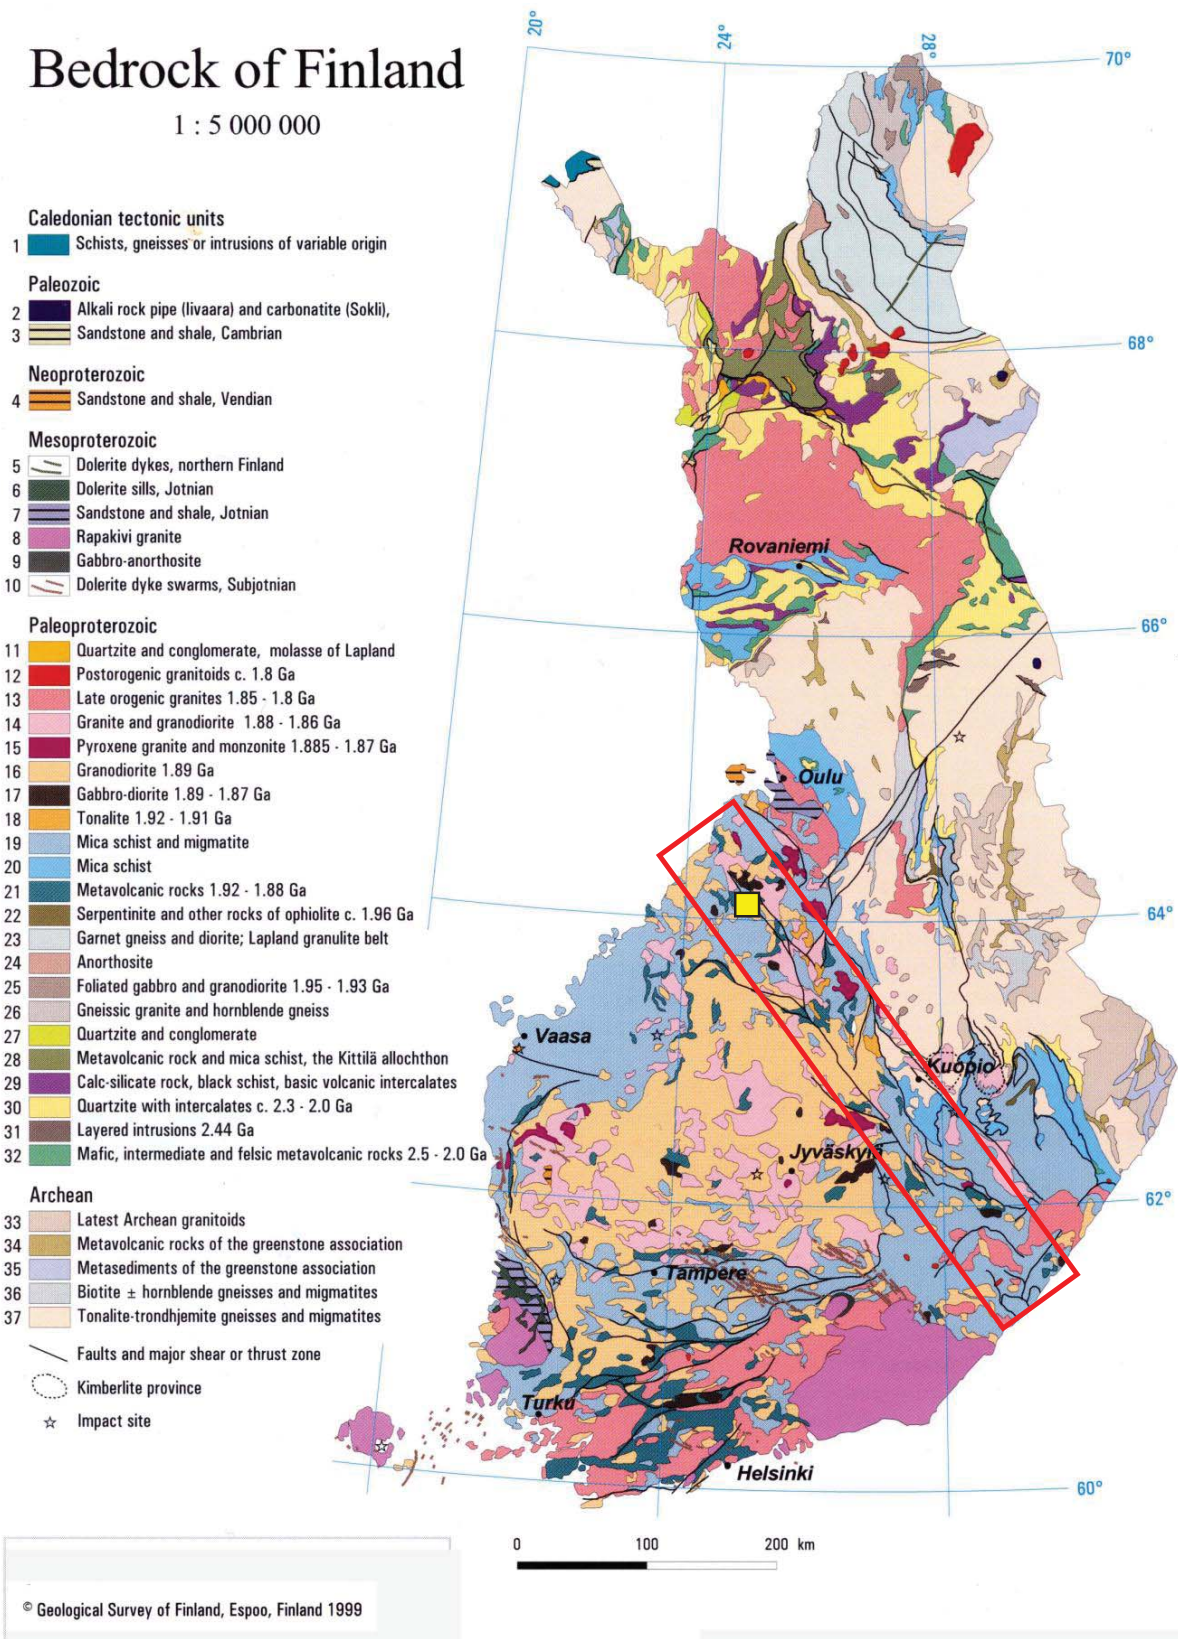 Bedrock of Finland
1 : 5 000 000
Caledonian tectonic units
1 Schists, gneisses or intrusions of variable origin
Paleozoic
2 Alkali rock pipe (Iivaara) and carbonatite (Sokli),
3 Sandstone and shale, Cambrian
Neoproterozoic
4 Sandstone and shale, Vendian
Mesoproterozoic
5 Dolerite dykes, northern Finland
6 Dolerite sills, Jotnian
7 Sandstone and shale, Jotnian
8 Rapakivi granite
9 Gabbro-anorthosite
10 Dolerite dyke swarms, Subjotnian
Paleoproterozoic
11 Quartzite and conglomerate, molasse of Lapland
12 Postorogenic granitoids c. 1.8 Ga
13 Late orogenic granites 1.85 - 1.8 Ga
14 Granite and granodiorite 1.88 - 1.86 Ga
15 Pyroxene granite and monzonite 1.885 - 1.87 Ga
16 Granodiorite 1.89 Ga
17 Gabbro-diorite 1.89 - 1.87 Ga
18 Tonalite 1.92 - 1.91 Ga
19 Mica schist and migmatite
20 Mica schist
21 Metavolcanic rocks 1.92 - 1.88 Ga
22 Serpentinite and other rocks of ophiolite c. 1.96 Ga
23 Garnet gneiss and diorite; Lapland granulite belt
24 Anorthosite
25 Foliated gabbro and granodiorite 1.95 - 1.93 Ga
26 Gneissic granite and hornblende gneiss
27 Quartzite and conglomerate
28 Metavolcanic rock and mica schist, the Kittilä allochthon
29 Calc-silicate rock, black schist, basic volcanic intercalates
30 Quartzite with intercalates c. 2.3 - 2.0 Ga
31 Layered intrusions 2.44 Ga
32 Mafic, intermediate and felsic metavolcanic rocks 2.5 - 2.0 Ga
Archean
33 Latest Archean granitoids
34 Metavolcanic rocks of the greenstone association
35 Metasediments of the greenstone association
36 Biotite ± hornblende gneisses and migmatites
37 Tonalite-trondhjemite gneisses and migmatites
Faults and major shear or thrust zone
Kimberlite province
Impact site
20°
24°
28°
70°
68°
Rovaniemi
66°
Oulu
64°
Vaasa
Kuopio
Jyväskylä
62°
Tampere
Turku
Helsinki
60°
0 100 200 km
© Geological Survey of Finland, Espoo, Finland 1999